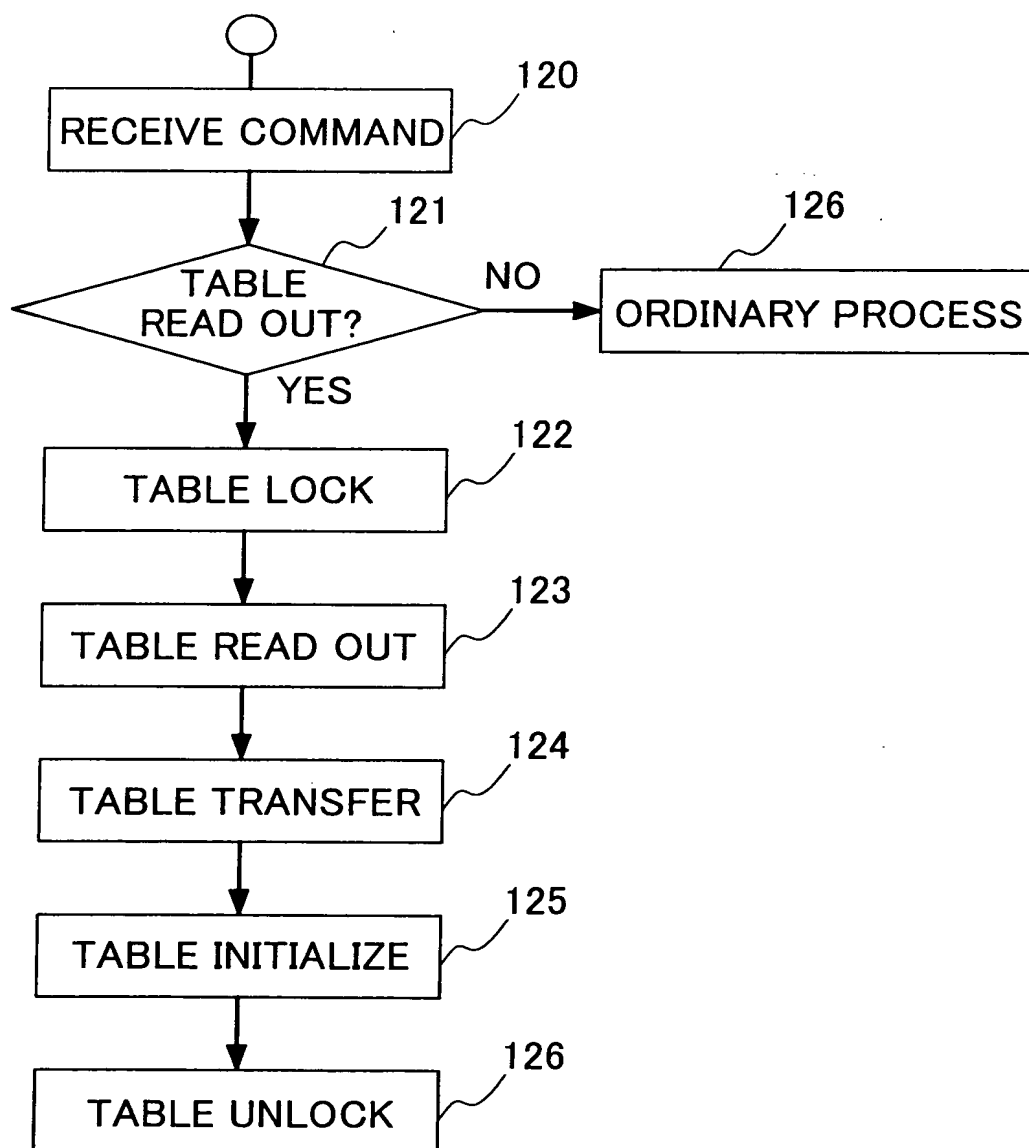 120
RECEIVE COMMAND
121
126
TABLE
READ OUT?
NO
ORDINARY PROCESS
YES
122
TABLE LOCK
123
TABLE READ OUT
124
TABLE TRANSFER
125
TABLE INITIALIZE
126
TABLE UNLOCK